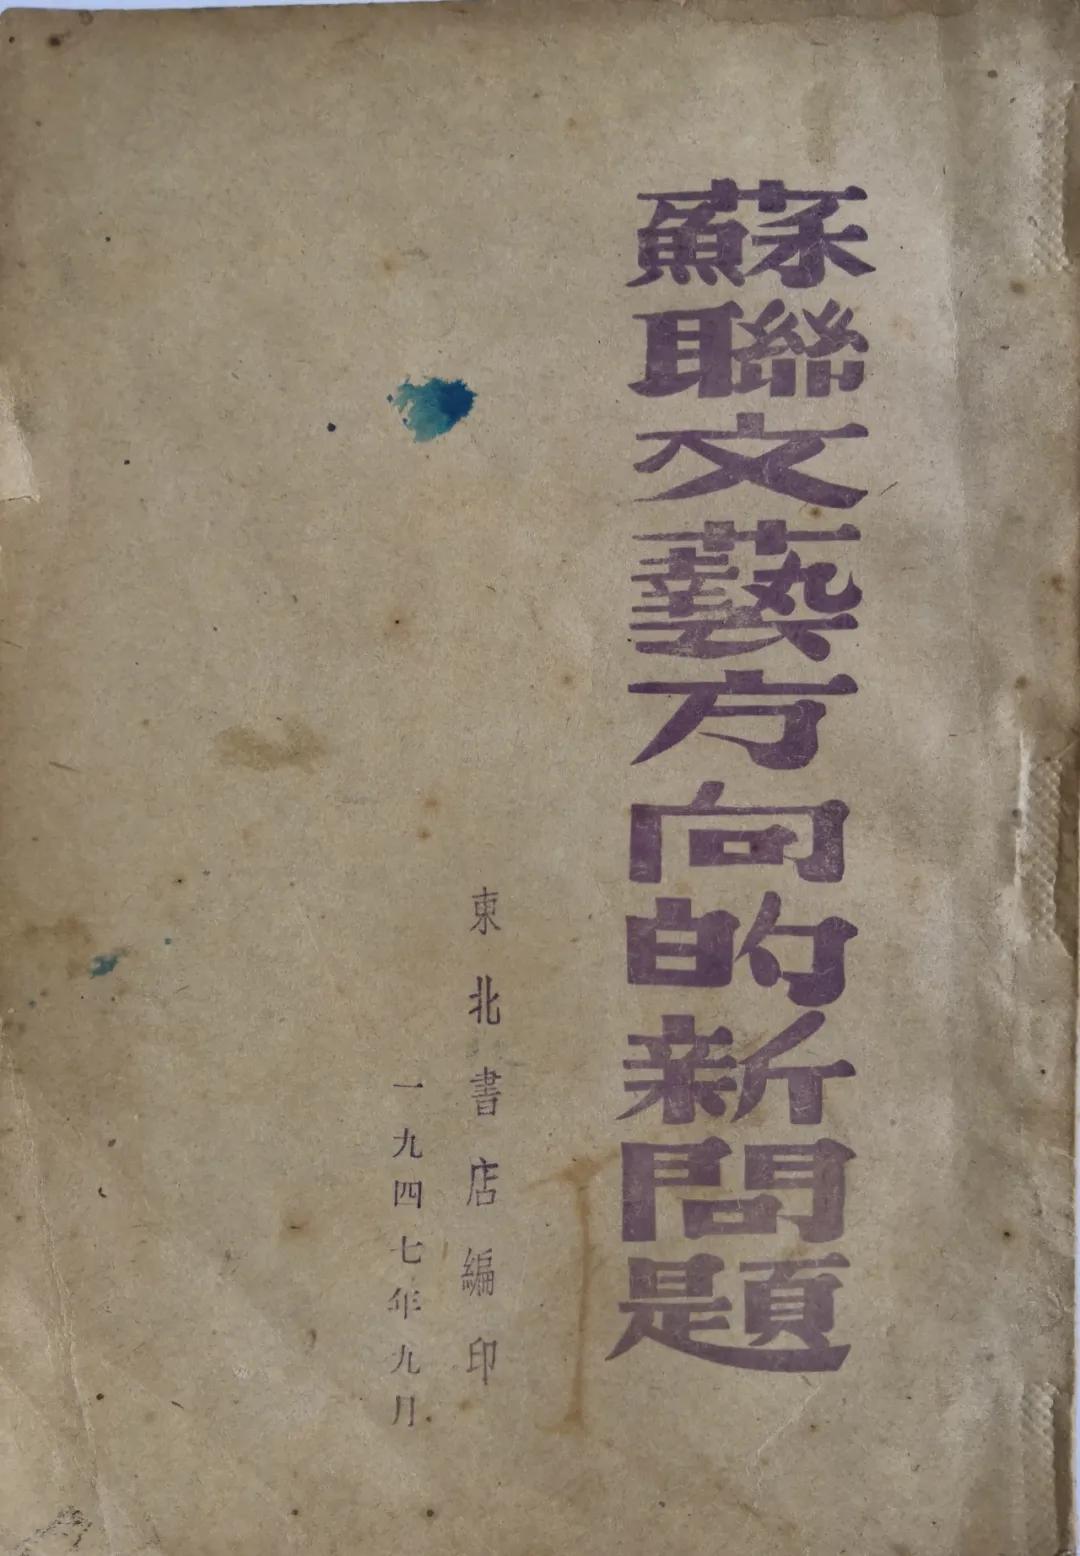 蘇聯文藝方向的新問題
東北書店編印
一九四七年九月